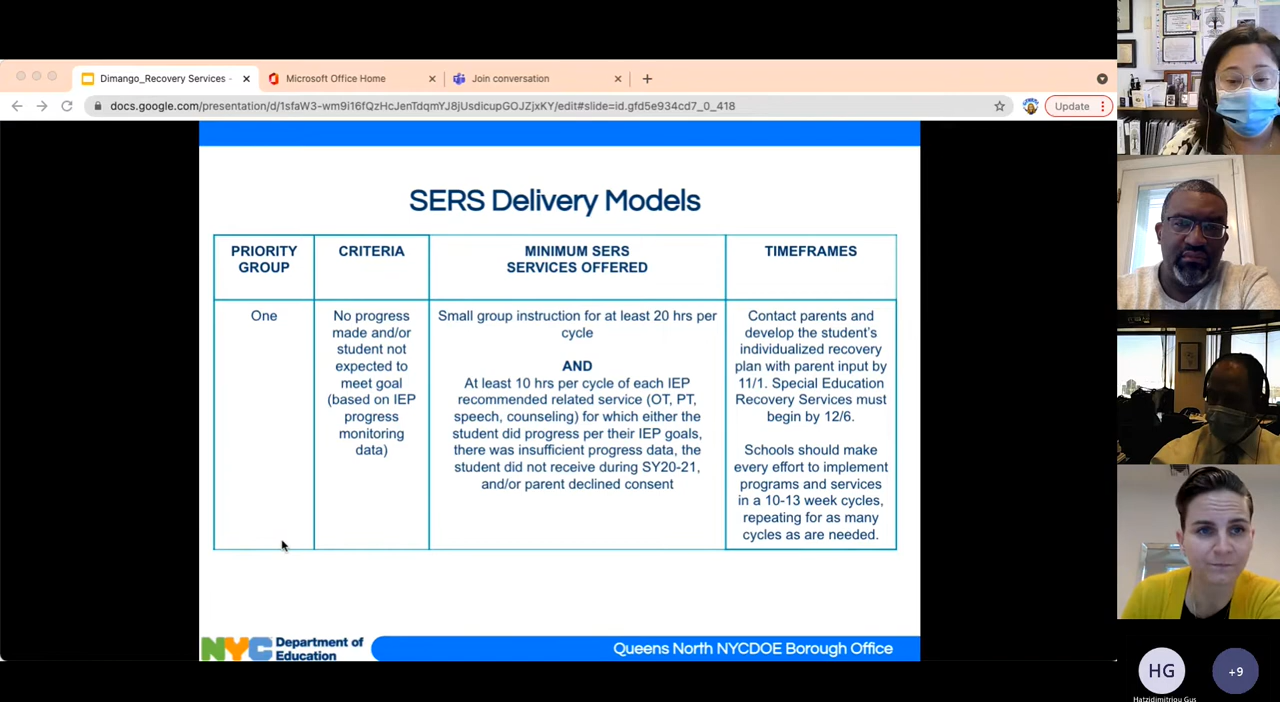 Dimango_Recovery Services -
Microsoft Office Home
Join conversation
docs.google.com/presentation/d/1sfaW3-wm9i16fQzHcJenTdqmYJ8jUsdicupGOJZjxKY/edit#slide=id.gfd5e934cd7_0_418
Update
SERS Delivery Models
PRIORITY
GROUP
CRITERIA
MINIMUM SERS
SERVICES OFFERED
TIMEFRAMES
One
No progress
made and/or
student not
expected to
meet goal
(based on IEP
progress
monitoring
data)
Small group instruction for at least 20 hrs per
cycle
AND
At least 10 hrs per cycle of each IEP
recommended related service (OT, PT,
speech, counseling) for which either the
student did progress per their IEP goals,
there was insufficient progress data, the
student did not receive during SY20-21,
and/or parent declined consent
Contact parents and
develop the student's
individualized recovery
plan with parent input by
11/1. Special Education
Recovery Services must
begin by 12/6.
Schools should make
every effort to implement
programs and services
in a 10-13 week cycles,
repeating for as many
cycles as are needed.
NYC Department of
Education
Queens North NYCDOE Borough Office
HG
+9
Hatzidimitriou Gus